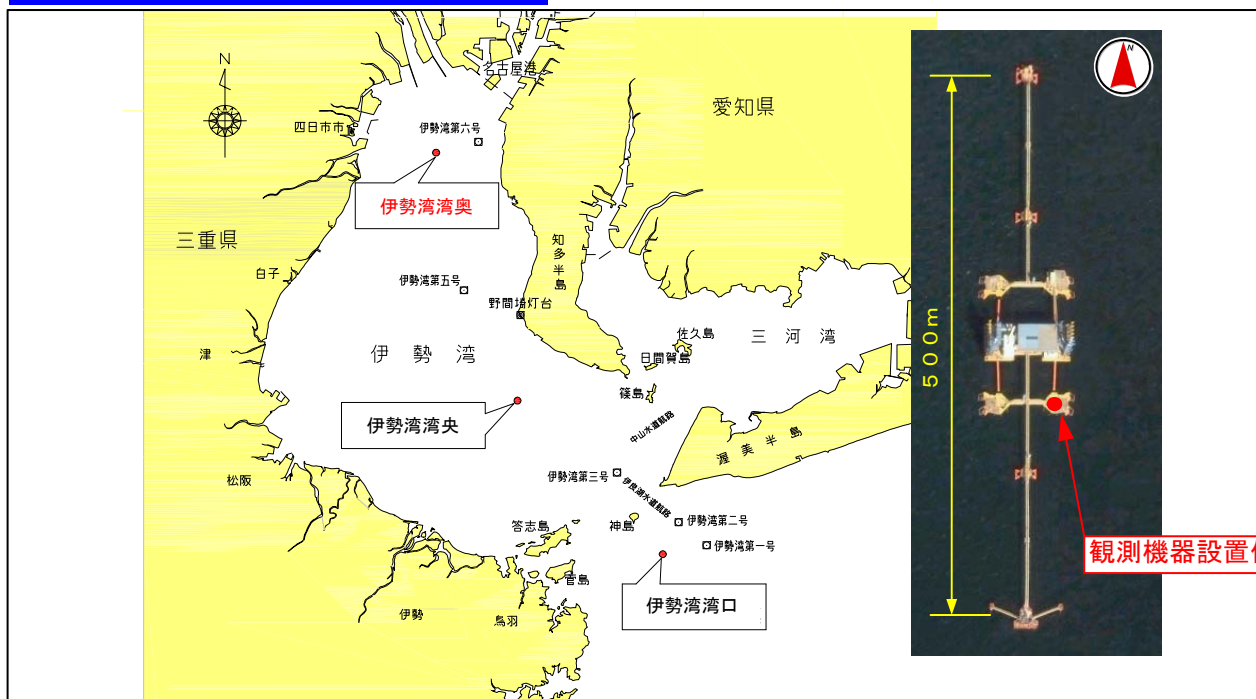 N
名古屋港
愛知県
四日市市
伊勢湾第六号
伊勢湾湾奥
三重県
知多半島
白子
伊勢湾第五号
野間埼灯台
津
伊勢湾
佐久島
三河湾
日間賀島
篠島
伊勢湾湾央
中山水道航路
渥美半島
松阪
伊勢湾第三号
伊良湖水道航路
答志島
神島
伊勢湾第二号
伊勢湾第一号
菅島
伊勢湾湾口
伊勢
鳥羽
N
500m
観測機器設置